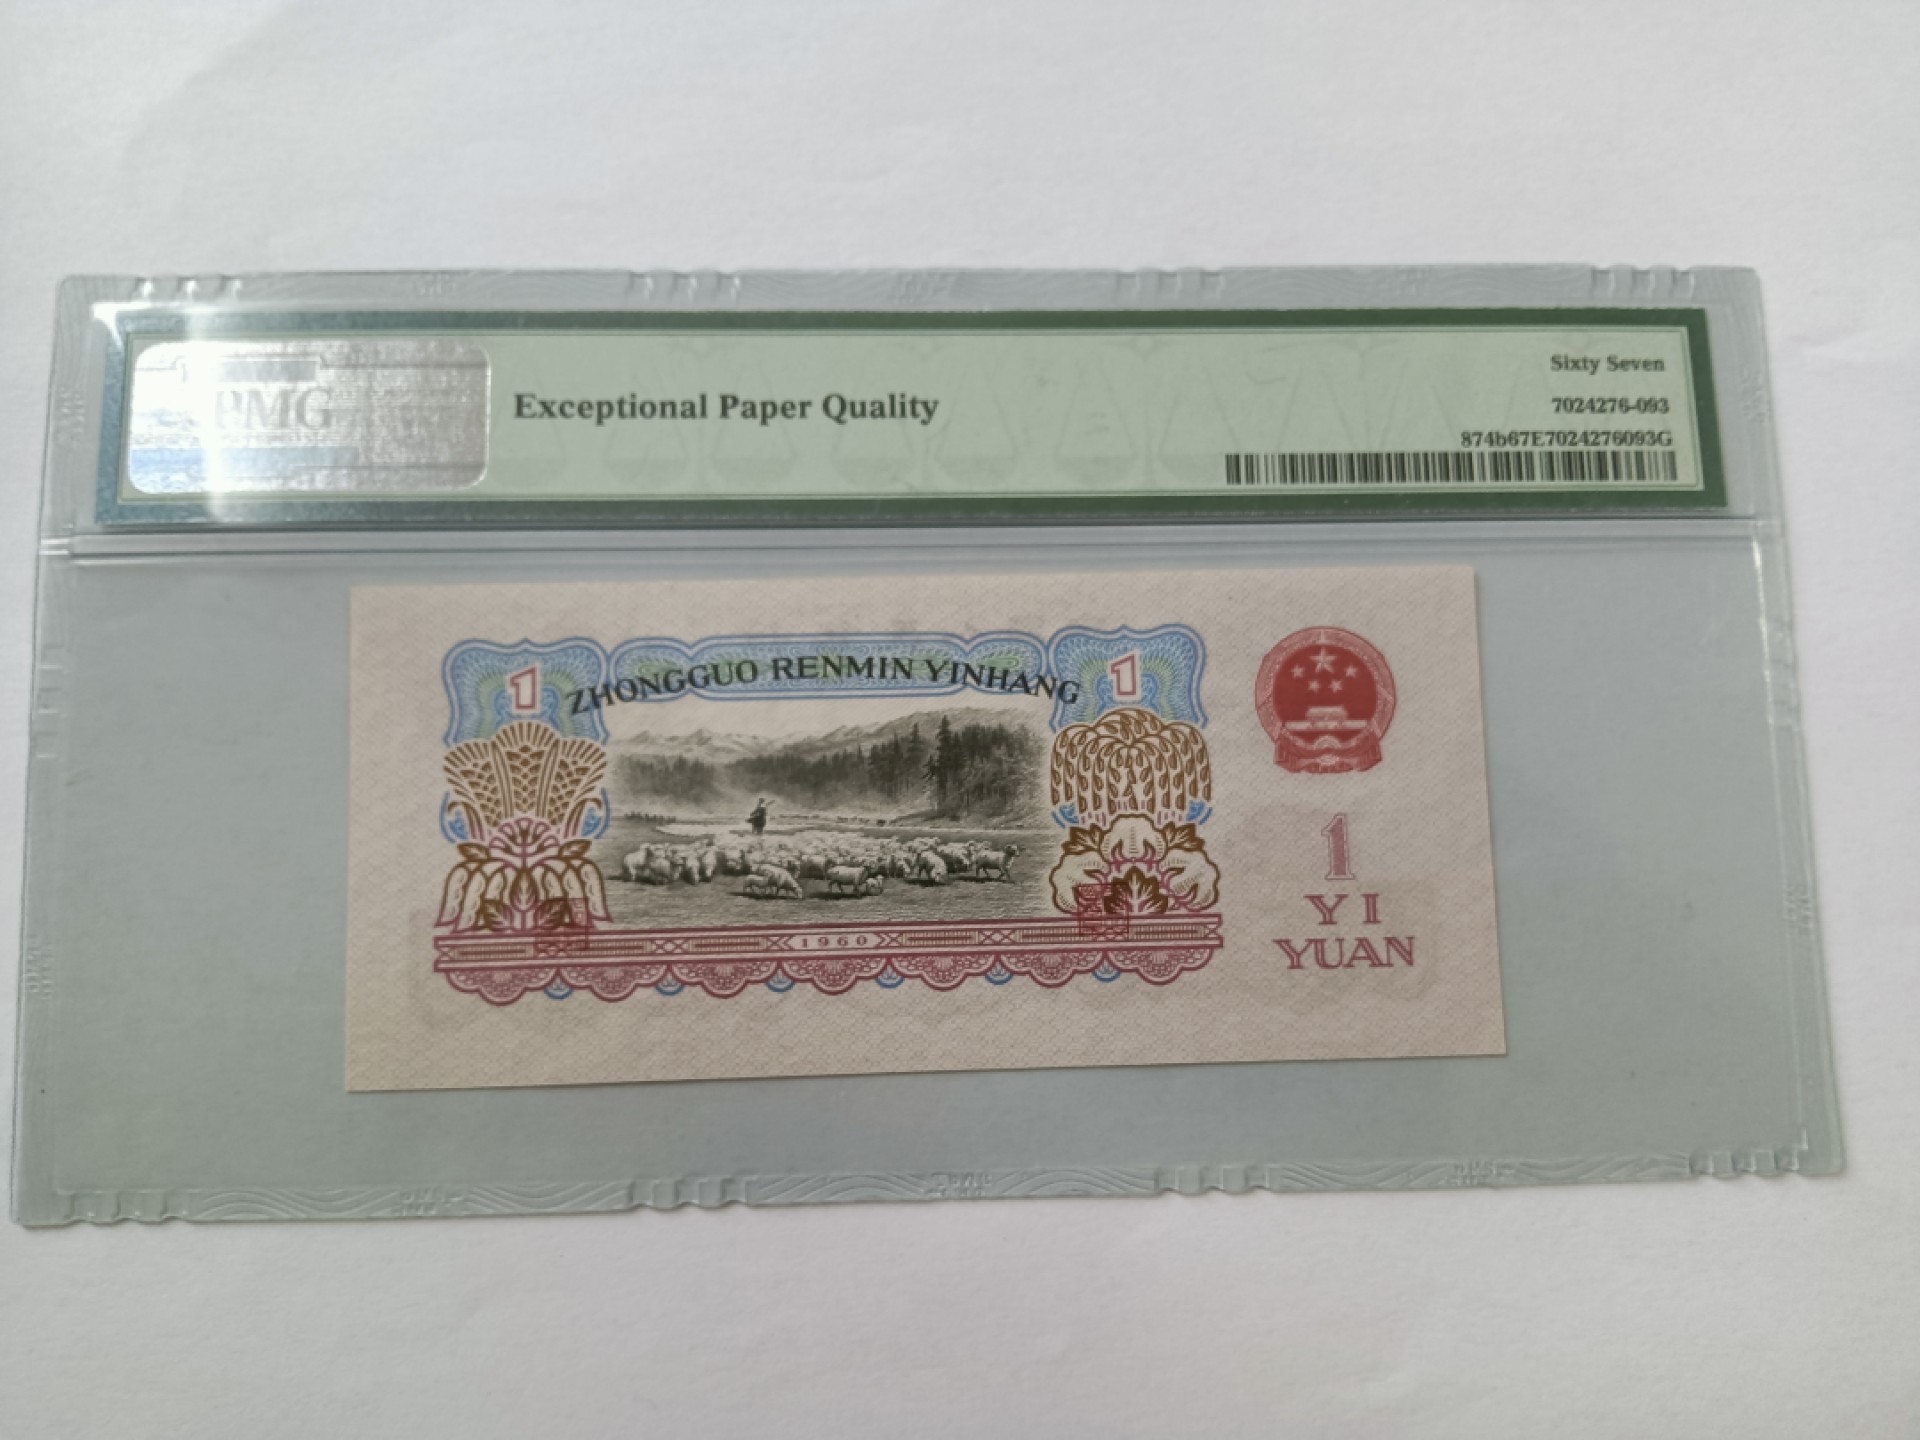 PMG
Exceptional Paper Quality
Sixty Seven
7024276-093
874b67E7024276093G
ZHONGGUO RENMIN YINHANG
1
1
1
YI
YUAN
1960